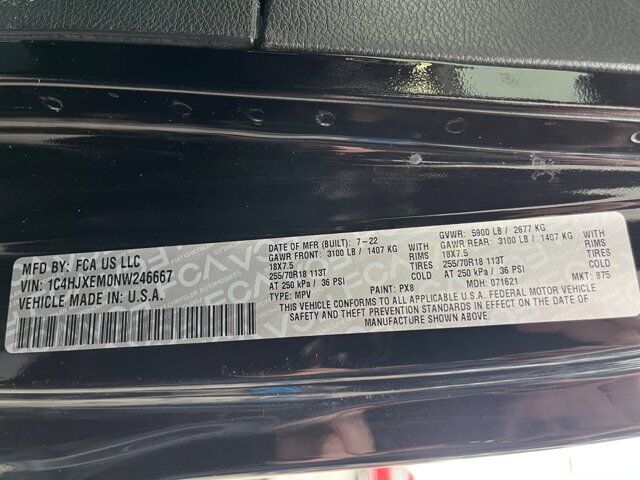 MFD BY: FCA US LLC
VIN: 1C4HJXEM0NW246667
VEHICLE MADE IN U.S.A.
DATE OF MFR (BUILT): 7-22 GVWR: 5900 LB / 2677 KG
GAWR FRONT: 3100 LB / 1407 KG WITH GAWR REAR: 3100 LB / 1407 KG WITH
18X7.5 RIMS 18X7.5 RIMS
255/70R18 113T TIRES 255/70R18 113T TIRES
AT 250 kPa / 36 PSI COLD AT 250 kPa / 36 PSI COLD
TYPE: MPV PAINT: PX8 MDH: 071621 MKT: 875
THIS VEHICLE CONFORMS TO ALL APPLICABLE U.S.A. FEDERAL MOTOR VEHICLE
SAFETY AND THEFT PREVENTION STANDARDS IN EFFECT ON THE DATE OF
MANUFACTURE SHOWN ABOVE.